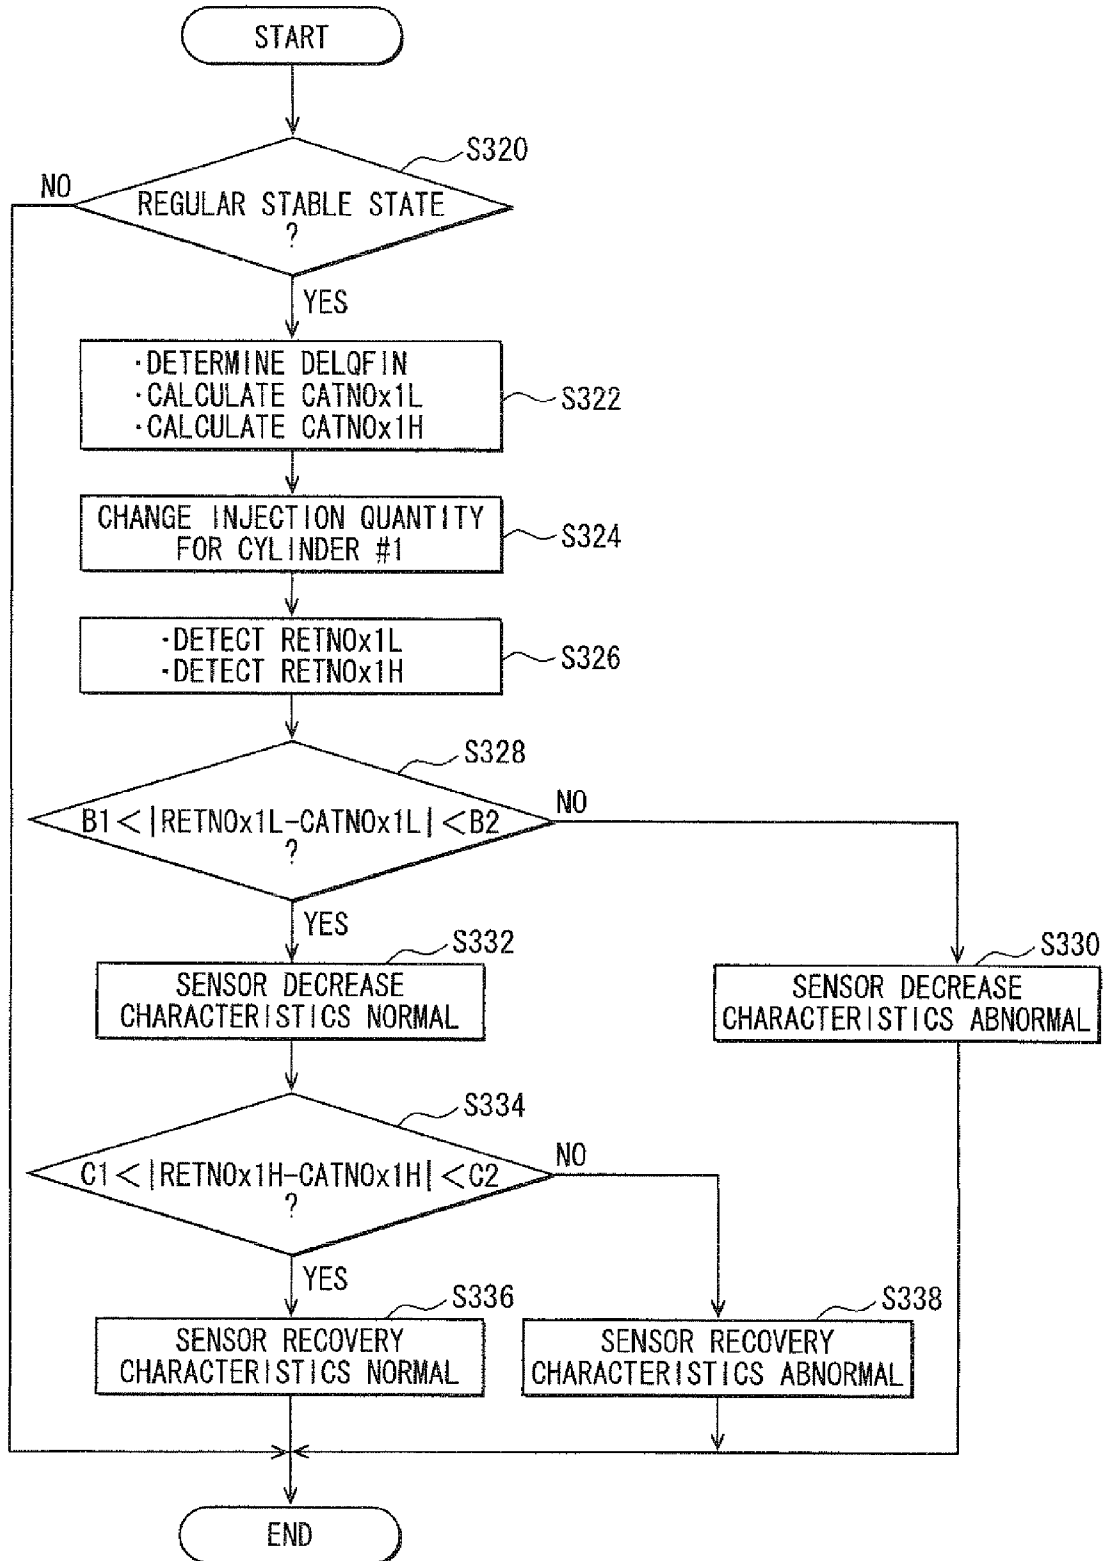 START
S320
NO
REGULAR STABLE STATE
?
YES
·DETERMINE DELQFIN
·CALCULATE CATNOx1L
·CALCULATE CATNOx1H
S322
CHANGE INJECTION QUANTITY
FOR CYLINDER #1
S324
·DETECT RETNOx1L
·DETECT RETNOx1H
S326
S328
B1<|RETNOx1L-CATNOx1L|<B2
?
NO
YES
S332
SENSOR DECREASE
CHARACTERISTICS NORMAL
S330
SENSOR DECREASE
CHARACTERISTICS ABNORMAL
S334
C1<|RETNOx1H-CATNOx1H|<C2
?
NO
YES
S336
SENSOR RECOVERY
CHARACTERISTICS NORMAL
S338
SENSOR RECOVERY
CHARACTERISTICS ABNORMAL
END